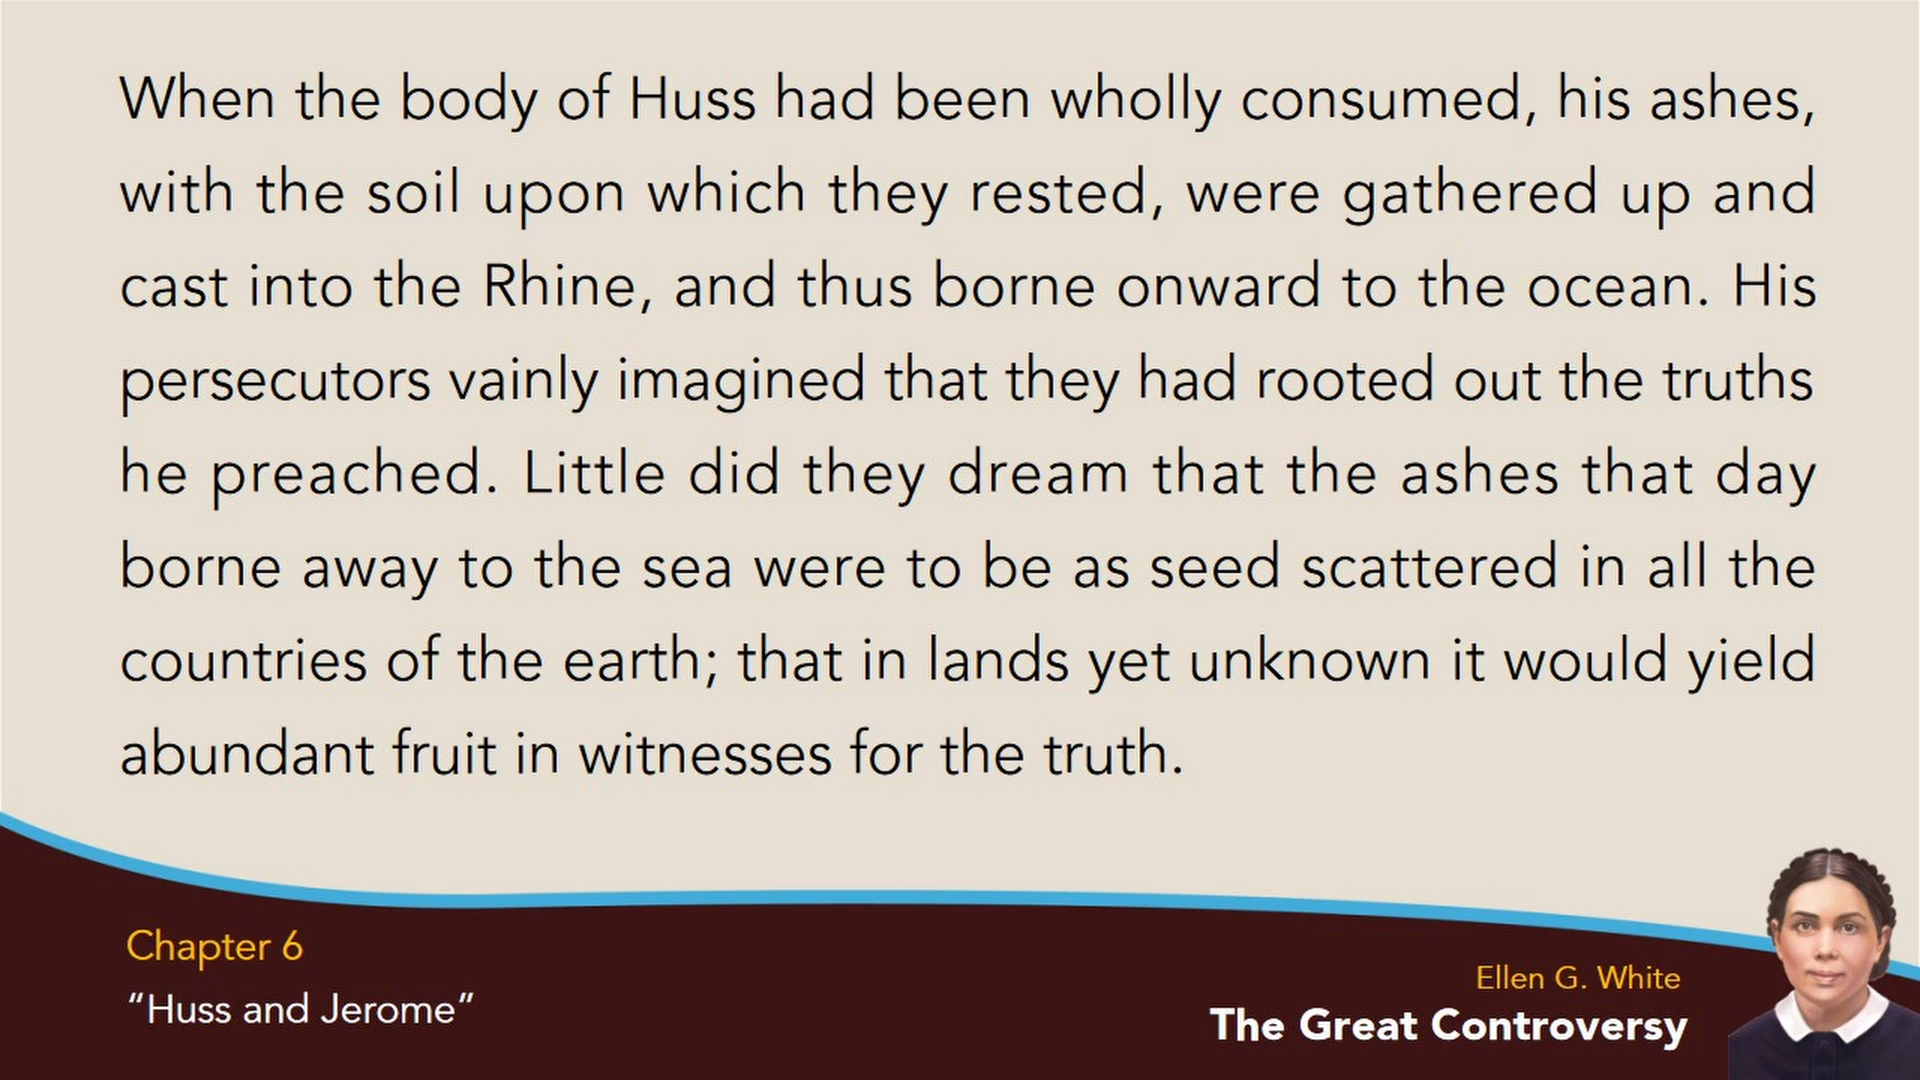 When the body of Huss had been wholly consumed, his ashes,
with the soil upon which they rested, were gathered up and
cast into the Rhine, and thus borne onward to the ocean. His
persecutors vainly imagined that they had rooted out the truths
he preached. Little did they dream that the ashes that day
borne away to the sea were to be as seed scattered in all the
countries of the earth; that in lands yet unknown it would yield
abundant fruit in witnesses for the truth.
Chapter 6
“Huss and Jerome”
Ellen G. White
The Great Controversy